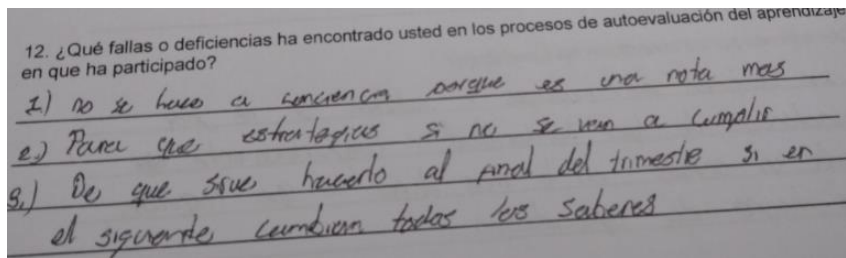 12. ¿Qué fallas o deficiencias ha encontrado usted en los procesos de autoevaluación del aprendizaje
en que ha participado?
1.) no se hace a conciencia porque es una nota mas
2.) Para que estrategias si no se van a cumplir
3.) De que sirve hacerlo al final del trimestre si en
el siguiente cambian todas los saberes